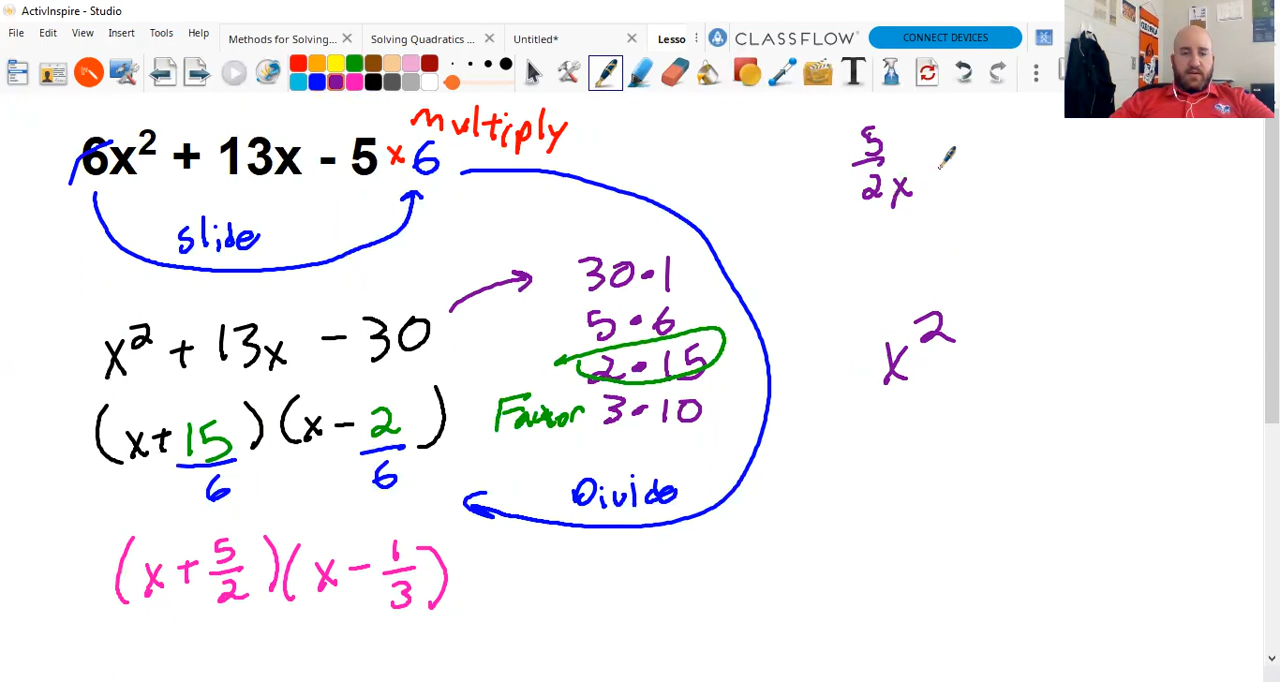 ActivInspire - Studio
File Edit View Insert Tools Help
Methods for Solving... Solving Quadratics ... Untitled* Lesso CLASSFLOW CONNECT DEVICES
multiply
6x² + 13x - 5 × 6
slide
5/2x
30·1
5·6
2·15
3·10
x² + 13x - 30
x²
Factor
(x + 15/6)(x - 2/6)
Divide
(x + 5/2)(x - 1/3)